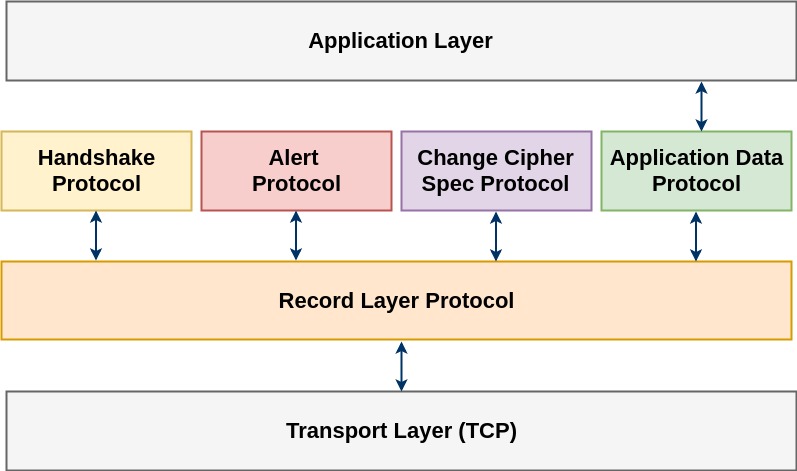 Application Layer
Handshake
Protocol
Alert
Protocol
Change Cipher
Spec Protocol
Application Data
Protocol
Record Layer Protocol
Transport Layer (TCP)